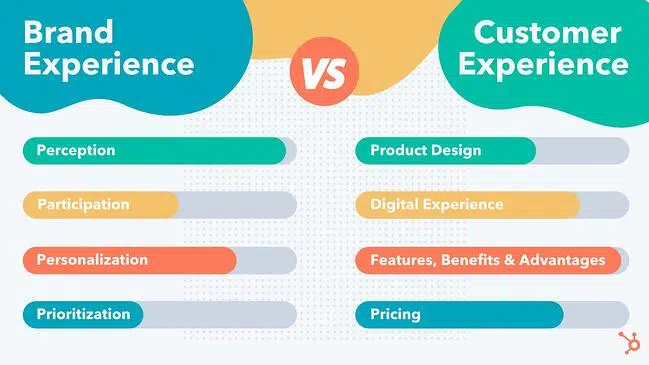 Brand
Experience
VS
Customer
Experience
Perception
Participation
Personalization
Prioritization
Product Design
Digital Experience
Features, Benefits & Advantages
Pricing